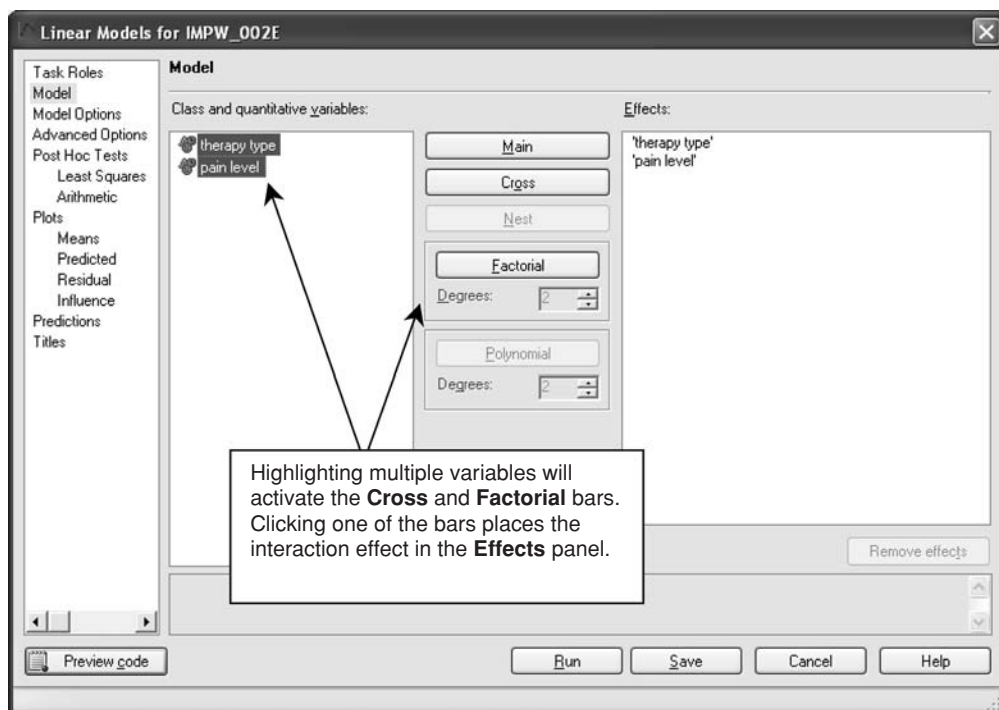 Linear Models for IMPW_002E
Task Roles
Model
Model Options
Advanced Options
Post Hoc Tests
Least Squares
Arithmetic
Plots
Means
Predicted
Residual
Influence
Predictions
Titles
Model
Class and quantitative variables:
therapy type
pain level
Main
Cross
Nest
Factorial
Degrees: 2
Polynomial
Degrees: 2
Effects:
'therapy type'
'pain level'
Highlighting multiple variables will
activate the Cross and Factorial bars.
Clicking one of the bars places the
interaction effect in the Effects panel.
Remove effects
Preview code
Run
Save
Cancel
Help